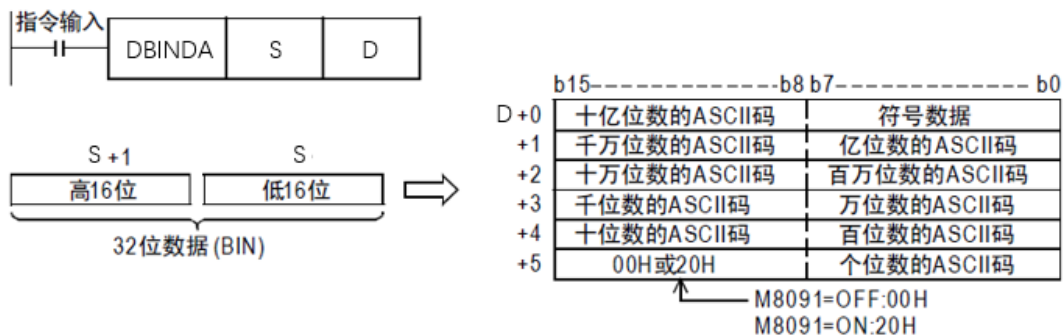 指令输入
DBINDA S D
S +1 S
高16位 低16位
32位数据(BIN)
b15------------b8 b7------------b0
D +0 十亿位数的ASCII码 符号数据
+1 千万位数的ASCII码 亿位数的ASCII码
+2 十万位数的ASCII码 百万位数的ASCII码
+3 千位数的ASCII码 万位数的ASCII码
+4 十位数的ASCII码 百位数的ASCII码
+5 00H或20H 个位数的ASCII码
M8091=OFF:00H
M8091=ON:20H